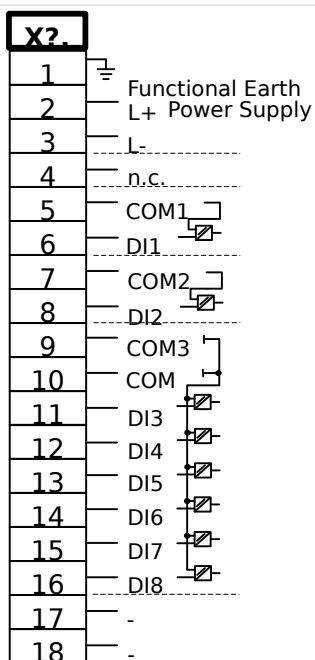 X?.
1
Functional Earth
2 L+ Power Supply
3 L-
4 n.c.
5 COM1
6 DI1
7 COM2
8 DI2
9 COM3
10 COM
11 DI3
12 DI4
13 DI5
14 DI6
15 DI7
16 DI8
17 -
18 -